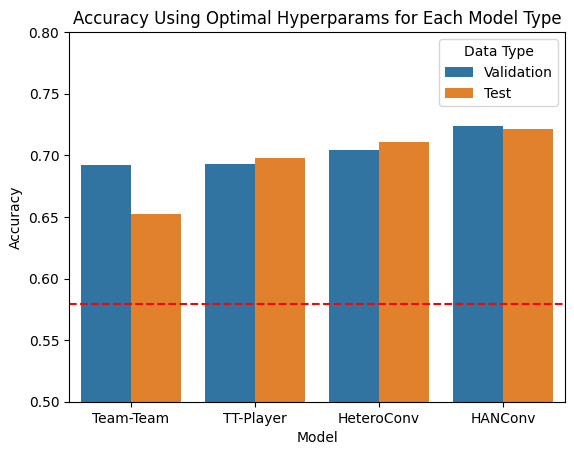 Accuracy Using Optimal Hyperparams for Each Model Type
Data Type
Validation
Test
0.80
0.75
0.70
0.65
0.60
0.55
0.50
Accuracy
Team-Team
TT-Player
HeteroConv
HANConv
Model